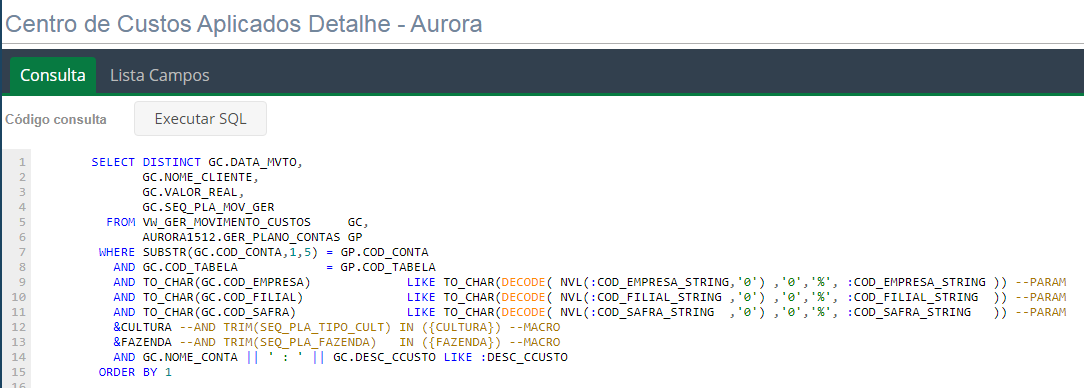 Centro de Custos Aplicados Detalhe - Aurora
Consulta Lista Campos
Código consulta Executar SQL
1 SELECT DISTINCT GC.DATA_MVTO,
2 GC.NOME_CLIENTE,
3 GC.VALOR_REAL,
4 GC.SEQ_PLA_MOV_GER
5 FROM VW_GER_MOVIMENTO_CUSTOS GC,
6 AURORA1512.GER_PLANO_CONTAS GP
7 WHERE SUBSTR(GC.COD_CONTA,1,5) = GP.COD_CONTA
8 AND GC.COD_TABELA = GP.COD_TABELA
9 AND TO_CHAR(GC.COD_EMPRESA) LIKE TO_CHAR(DECODE( NVL(:COD_EMPRESA_STRING,'0') ,'0','%', :COD_EMPRESA_STRING )) --PARAM
10 AND TO_CHAR(GC.COD_FILIAL) LIKE TO_CHAR(DECODE( NVL(:COD_FILIAL_STRING ,'0') ,'0','%', :COD_FILIAL_STRING )) --PARAM
11 AND TO_CHAR(GC.COD_SAFRA) LIKE TO_CHAR(DECODE( NVL(:COD_SAFRA_STRING ,'0') ,'0','%', :COD_SAFRA_STRING )) --PARAM
12 &CULTURA --AND TRIM(SEQ_PLA_TIPO_CULT) IN ({CULTURA}) --MACRO
13 &FAZENDA --AND TRIM(SEQ_PLA_FAZENDA) IN ({FAZENDA}) --MACRO
14 AND GC.NOME_CONTA || ' : ' || GC.DESC_CCUSTO LIKE :DESC_CCUSTO
15 ORDER BY 1
16